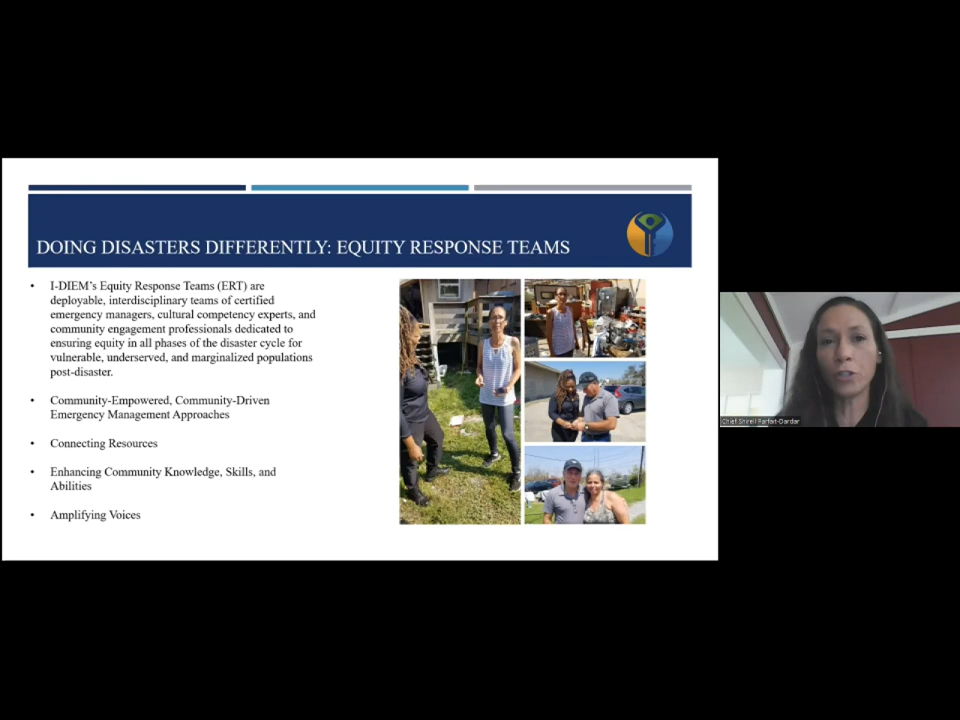 DOING DISASTERS DIFFERENTLY: EQUITY RESPONSE TEAMS
• I-DIEM's Equity Response Teams (ERT) are
deployable, interdisciplinary teams of certified
emergency managers, cultural competency experts, and
community engagement professionals dedicated to
ensuring equity in all phases of the disaster cycle for
vulnerable, underserved, and marginalized populations
post-disaster.
• Community-Empowered, Community-Driven
Emergency Management Approaches
• Connecting Resources
• Enhancing Community Knowledge, Skills, and
Abilities
• Amplifying Voices
Chief Shirell Parfait-Dardar